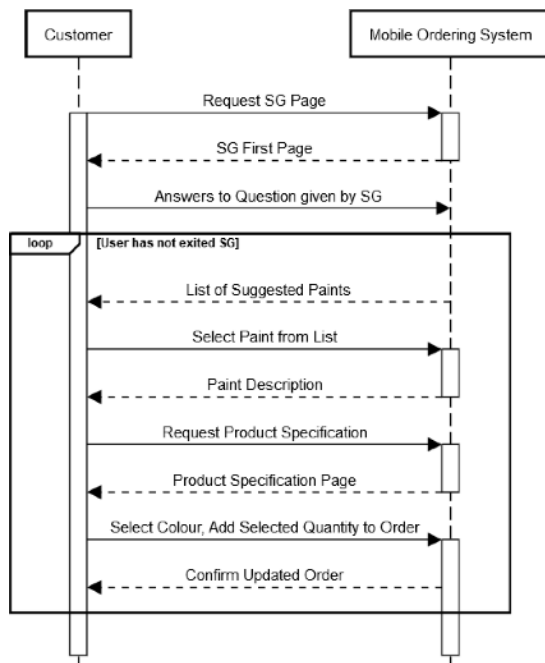 Customer
Mobile Ordering System
Request SG Page
SG First Page
Answers to Question given by SG
loop
[User has not exited SG]
List of Suggested Paints
Select Paint from List
Paint Description
Request Product Specification
Product Specification Page
Select Colour, Add Selected Quantity to Order
Confirm Updated Order